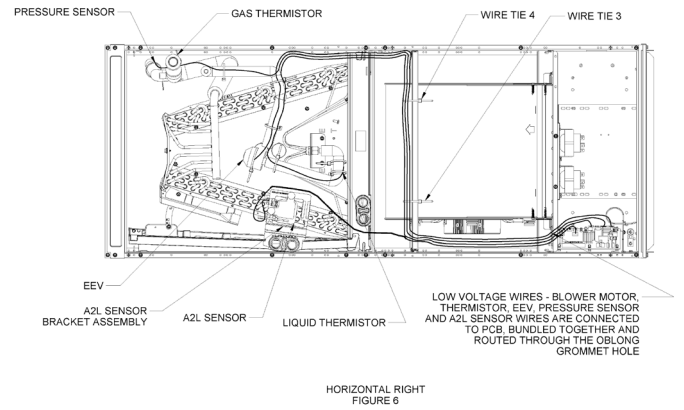 PRESSURE SENSOR
GAS THERMISTOR
WIRE TIE 4
WIRE TIE 3
EEV
A2L SENSOR
BRACKET ASSEMBLY
A2L SENSOR
LIQUID THERMISTOR
LOW VOLTAGE WIRES - BLOWER MOTOR,
THERMISTOR, EEV, PRESSURE SENSOR
AND A2L SENSOR WIRES ARE CONNECTED
TO PCB, BUNDLED TOGETHER AND
ROUTED THROUGH THE OBLONG
GROMMET HOLE
HORIZONTAL RIGHT
FIGURE 6